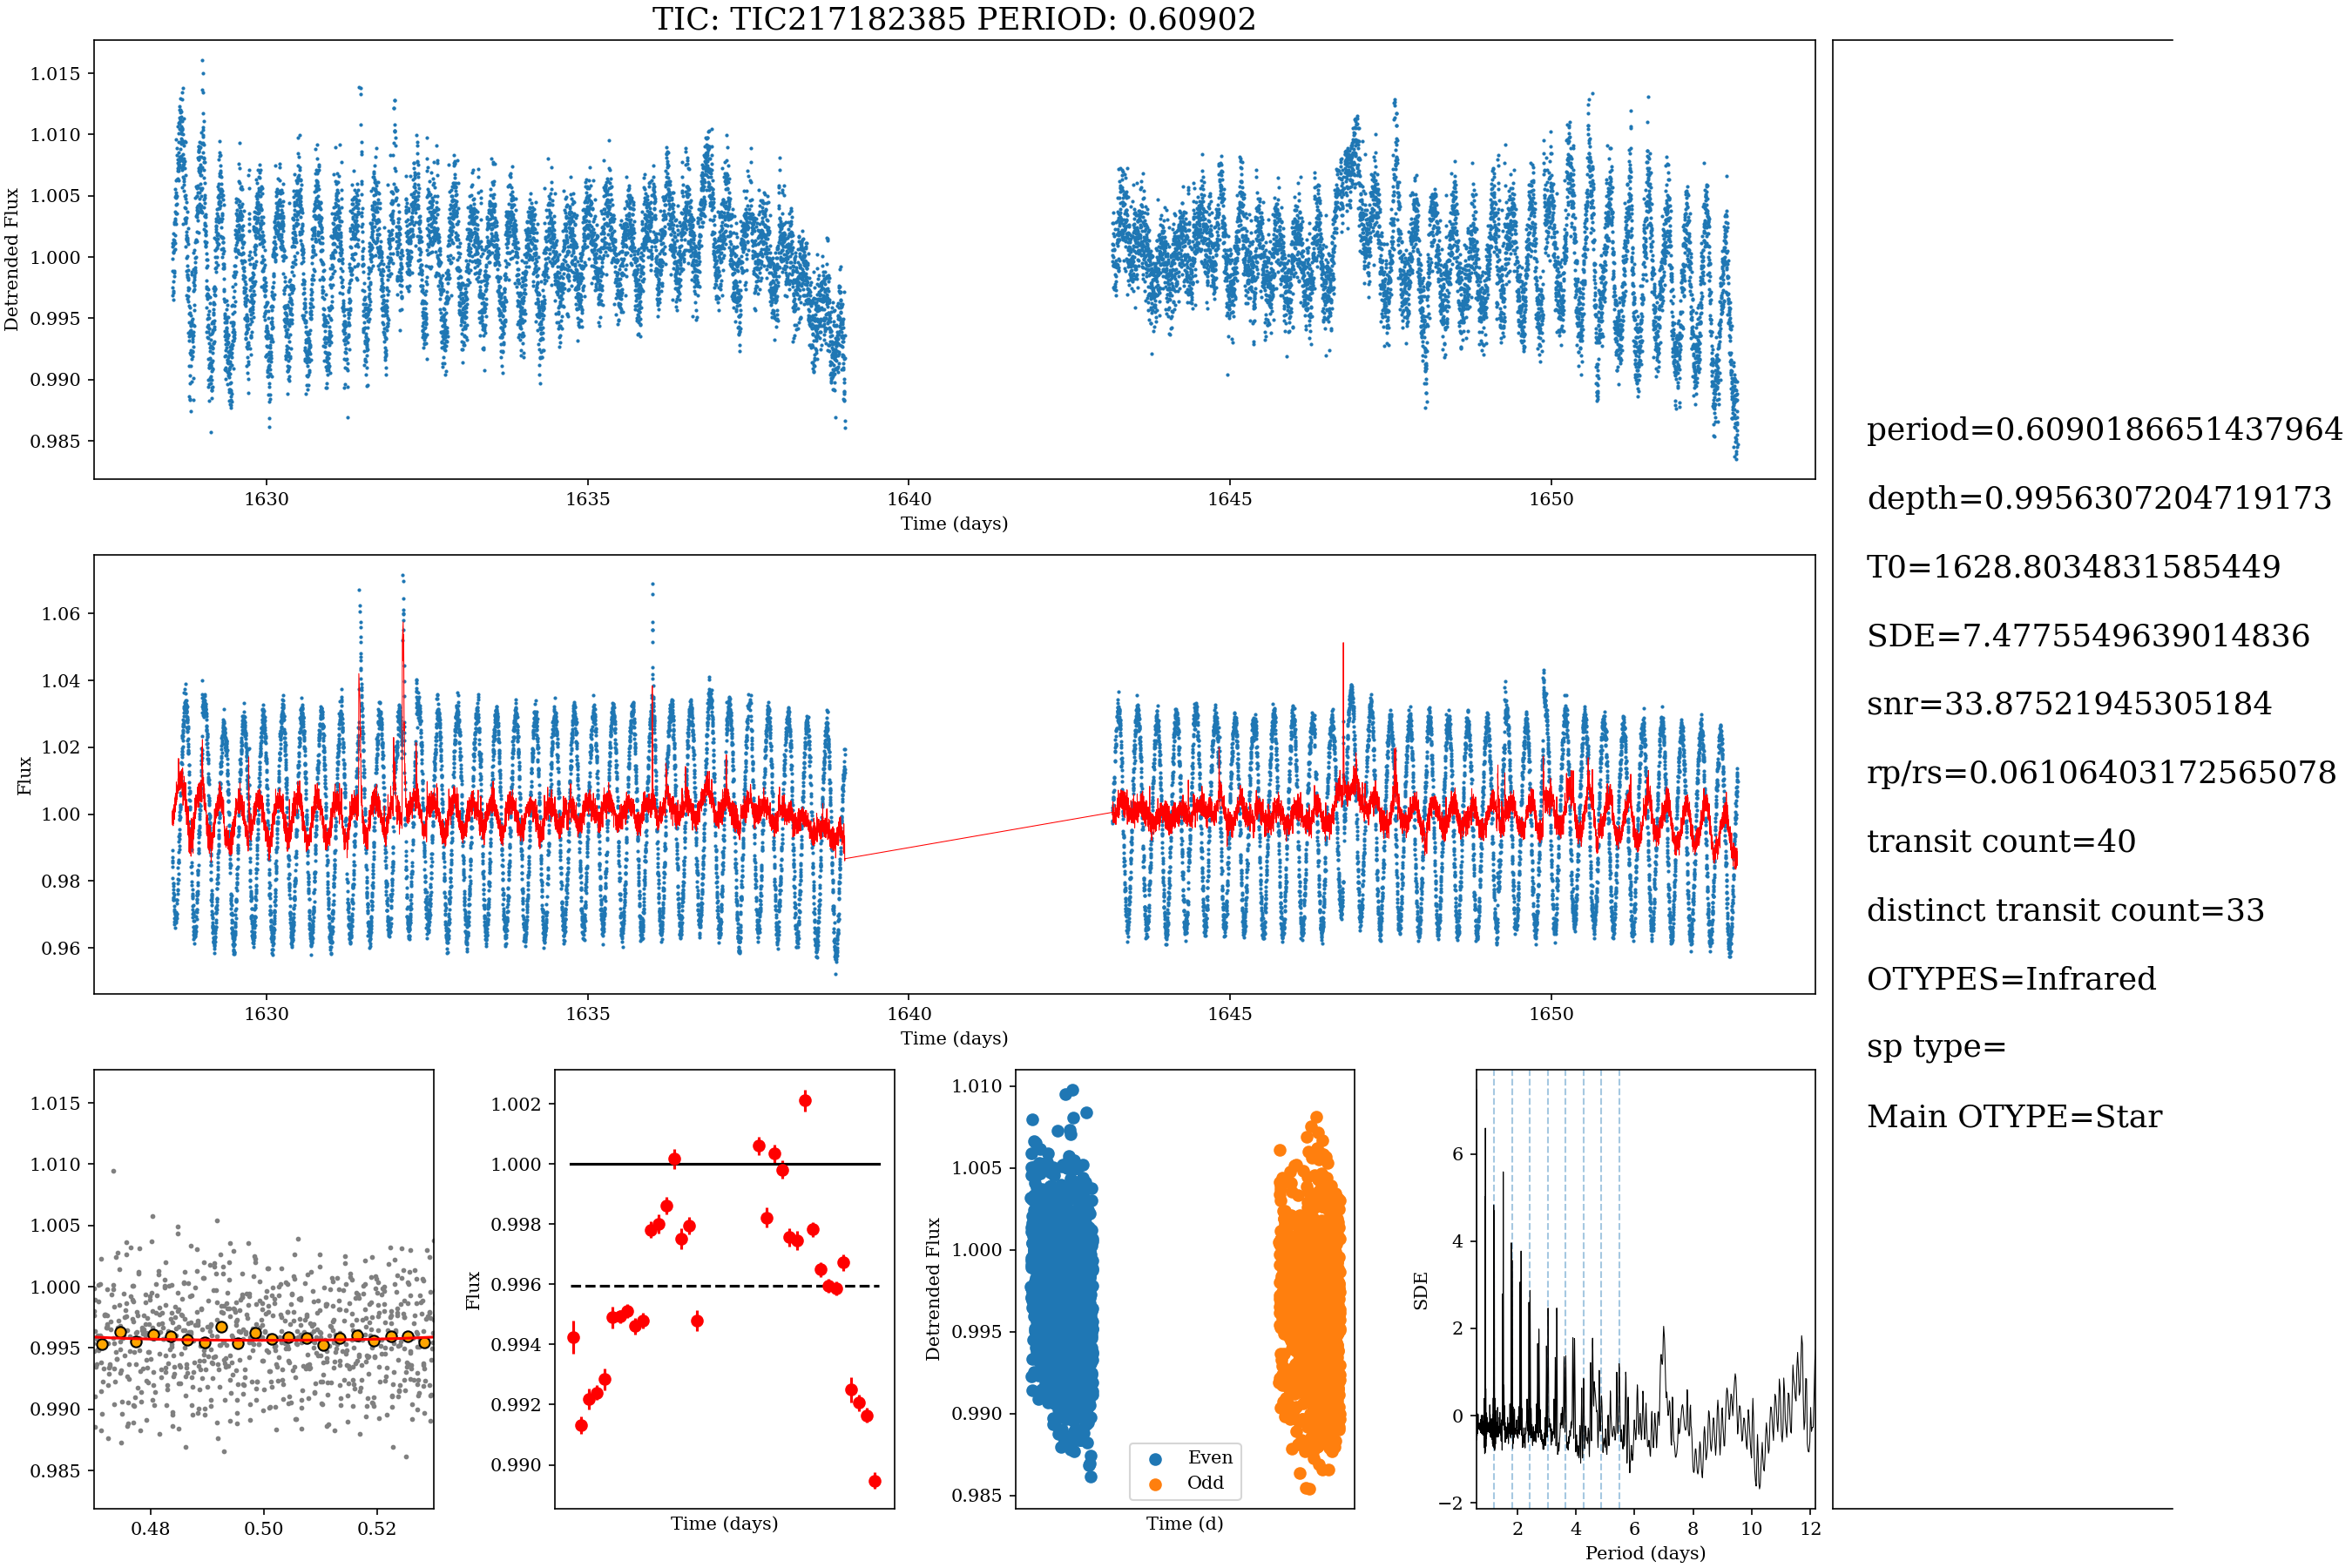 TIC: TIC217182385 PERIOD: 0.60902
1.015
1.010
1.005
1.000
0.995
0.990
0.985
Detrended Flux
1630
1635
1640
1645
1650
Time (days)
1.06
1.04
1.02
1.00
0.98
0.96
Flux
1630
1635
1640
1645
1650
Time (days)
1.015
1.010
1.005
1.000
0.995
0.990
0.985
0.48
0.50
0.52
1.002
1.000
0.998
0.996
0.994
0.992
0.990
Flux
Time (days)
1.010
1.005
1.000
0.995
0.990
0.985
Detrended Flux
Even
Odd
Time (d)
6
4
2
0
−2
SDE
2
4
6
8
10
12
Period (days)
period=0.6090186651437964
depth=0.9956307204719173
T0=1628.8034831585449
SDE=7.4775549639014836
snr=33.87521945305184
rp/rs=0.06106403172565078
transit count=40
distinct transit count=33
OTYPES=Infrared
sp type=
Main OTYPE=Star